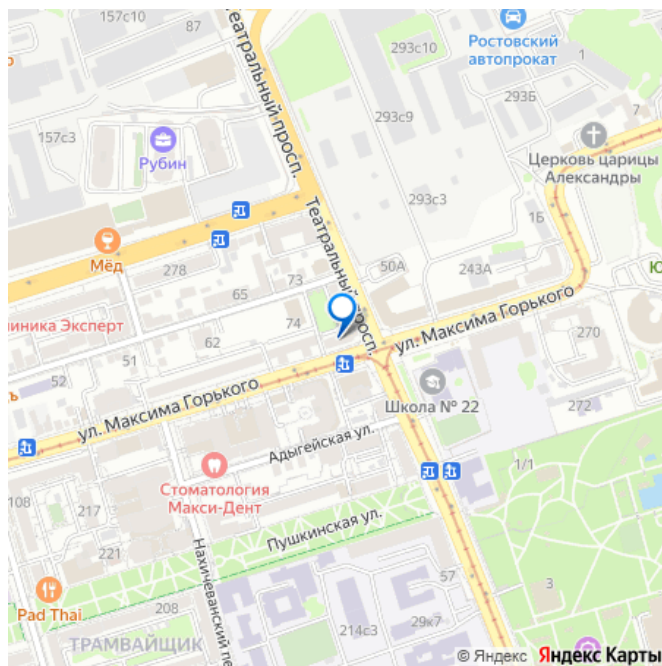 157с10
87
Театральный просп.
293с10
Ростовский
автопрокат
1
293Б
7
157с3
Рубин
293с9
Церковь царицы
Александры
Театральный просп.
293с3
1Б
Мёд
278
73
50А
243А
линика Эксперт
65
74
51
62
ул. Максима Горького
270
52
ул. Максима Горького
Школа № 22
272
Адыгейская ул.
Стоматология
Макси-Дент
1/1
108
217
Пушкинская ул.
221
Нахичеванский пе
57
3
Pad Thai
208
29к7
214с3
ТРАМВАЙЩИК
© Яндекс Яндекс Карты